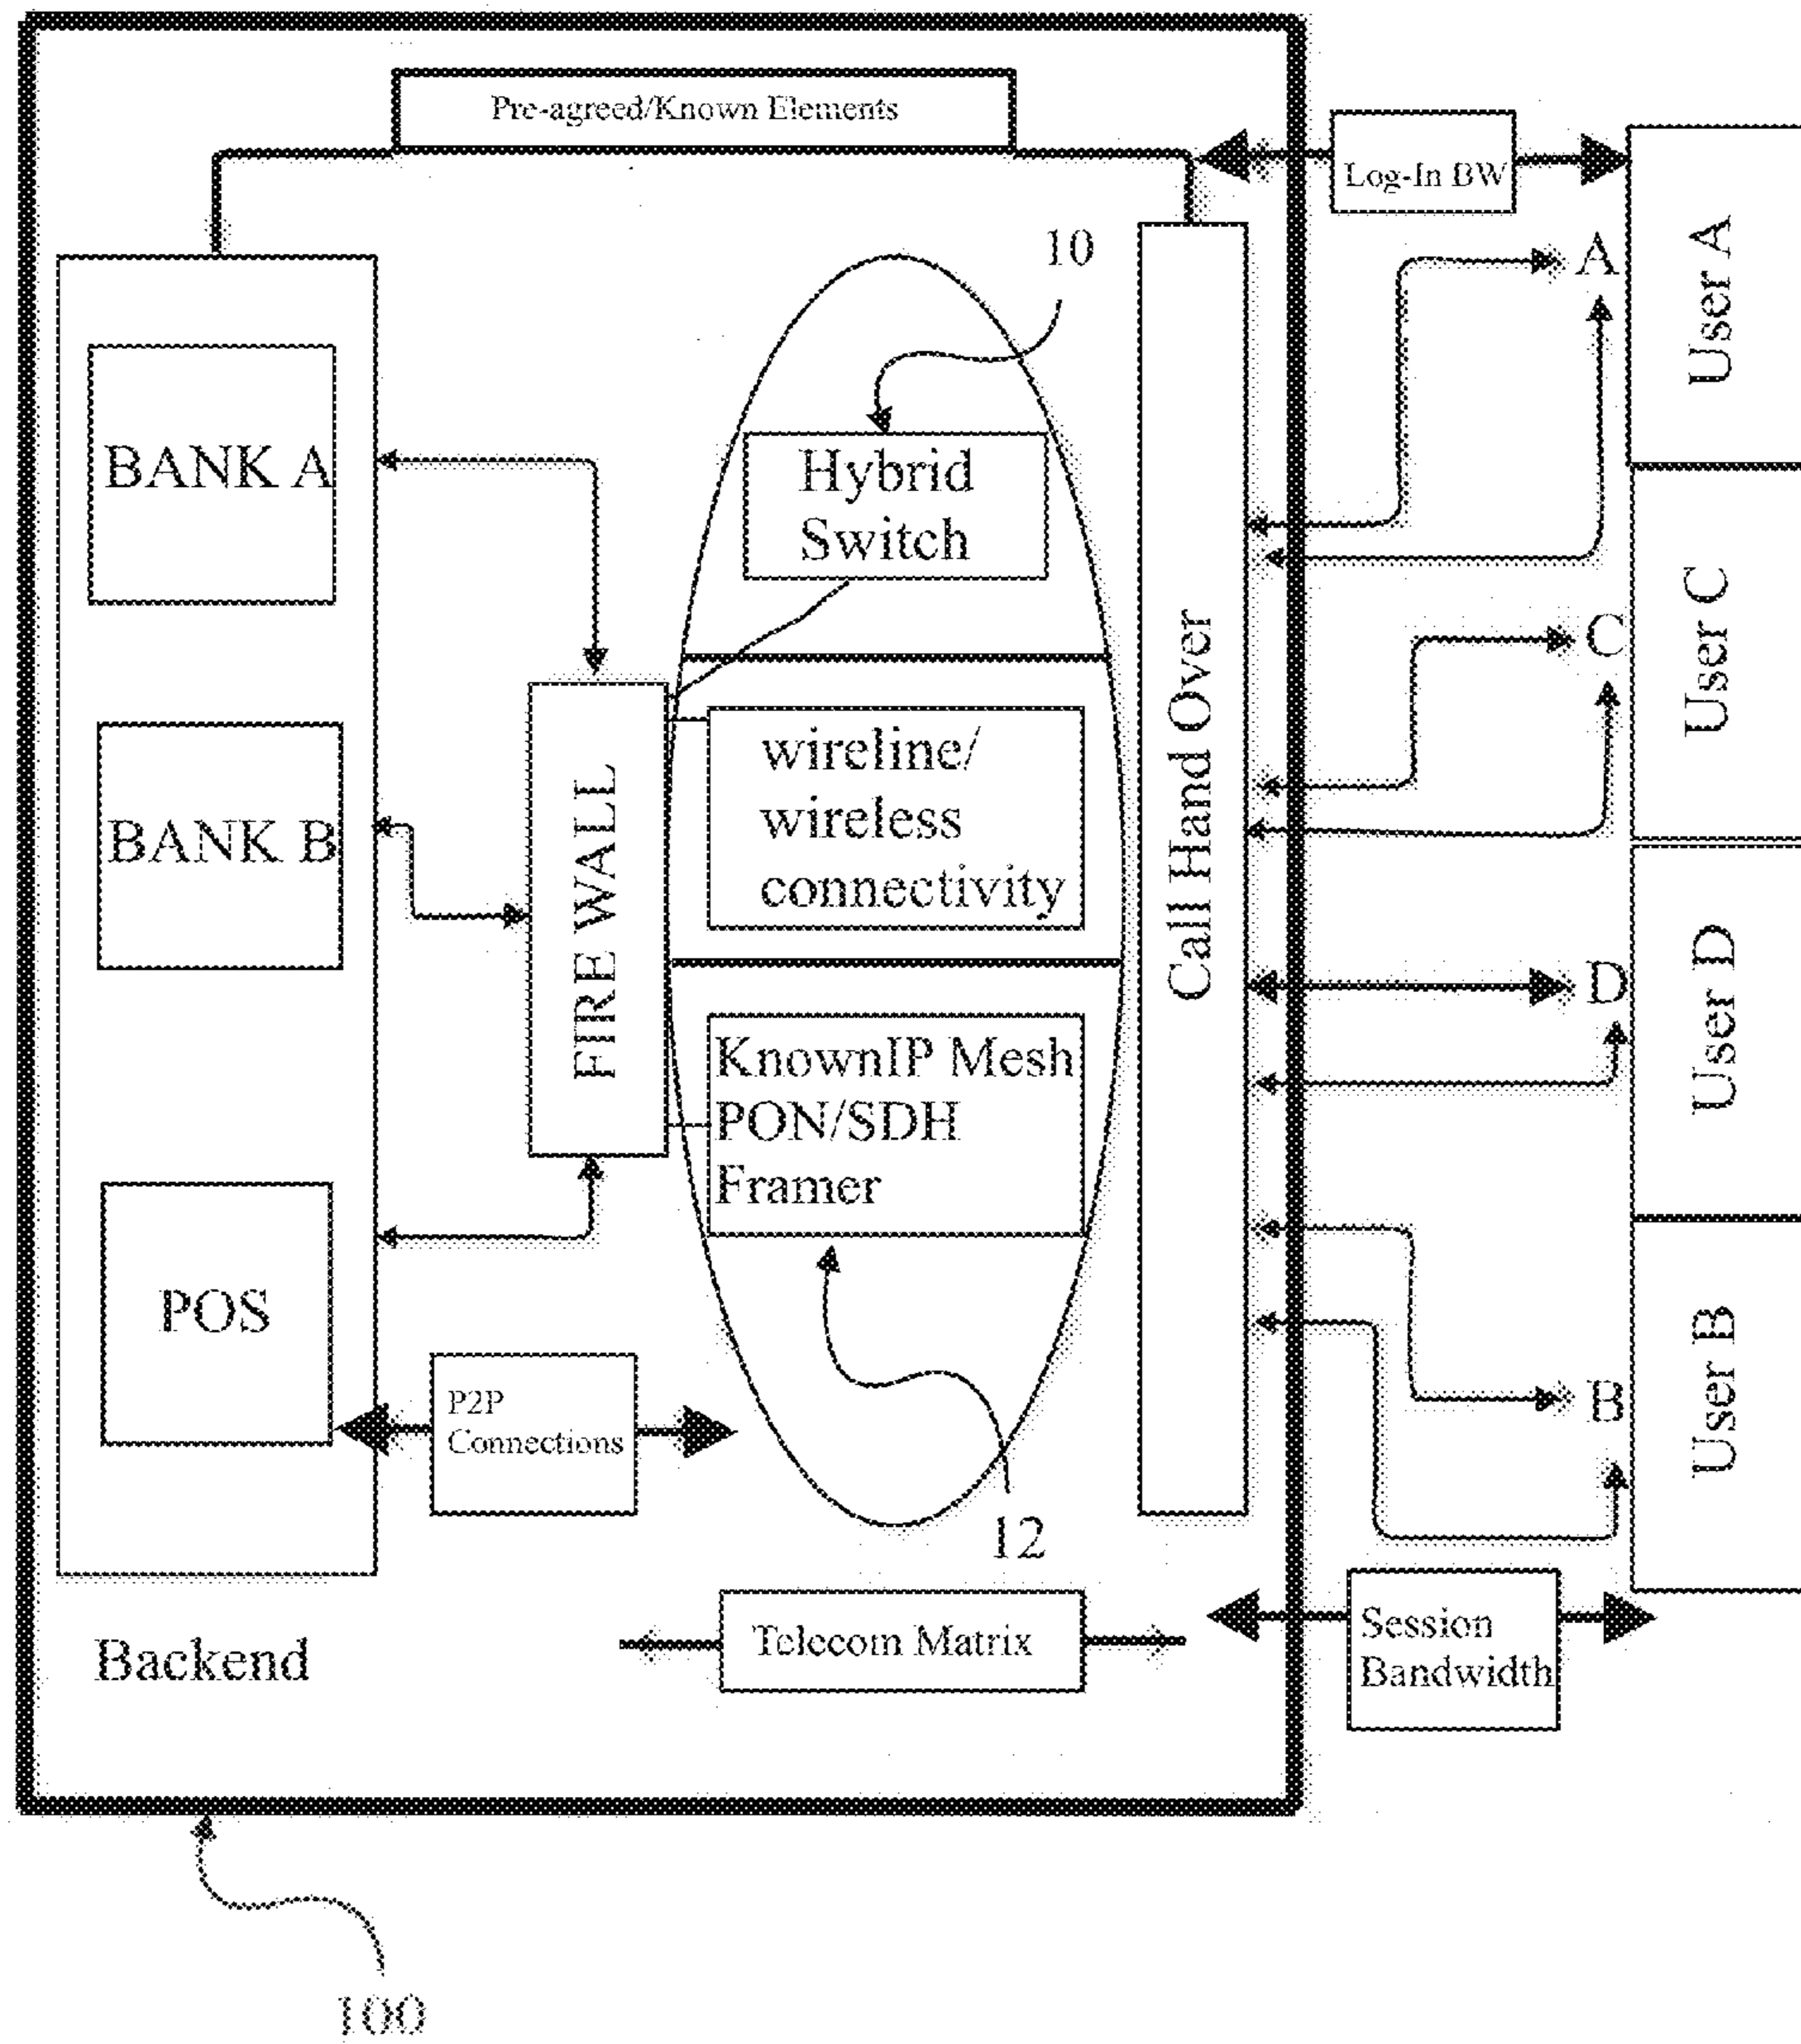 Pre-agreed/Known Elements
Log-In BW
User A
10
A
BANK A
Hybrid
Switch
User C
C
Call Hand Over
FIRE WALL
wireline/
wireless
connectivity
BANK B
User D
D
KnownIP Mesh
PON/SDH
Framer
POS
User B
B
P2P
Connections
12
Telecom Matrix
Session
Bandwidth
Backend
100